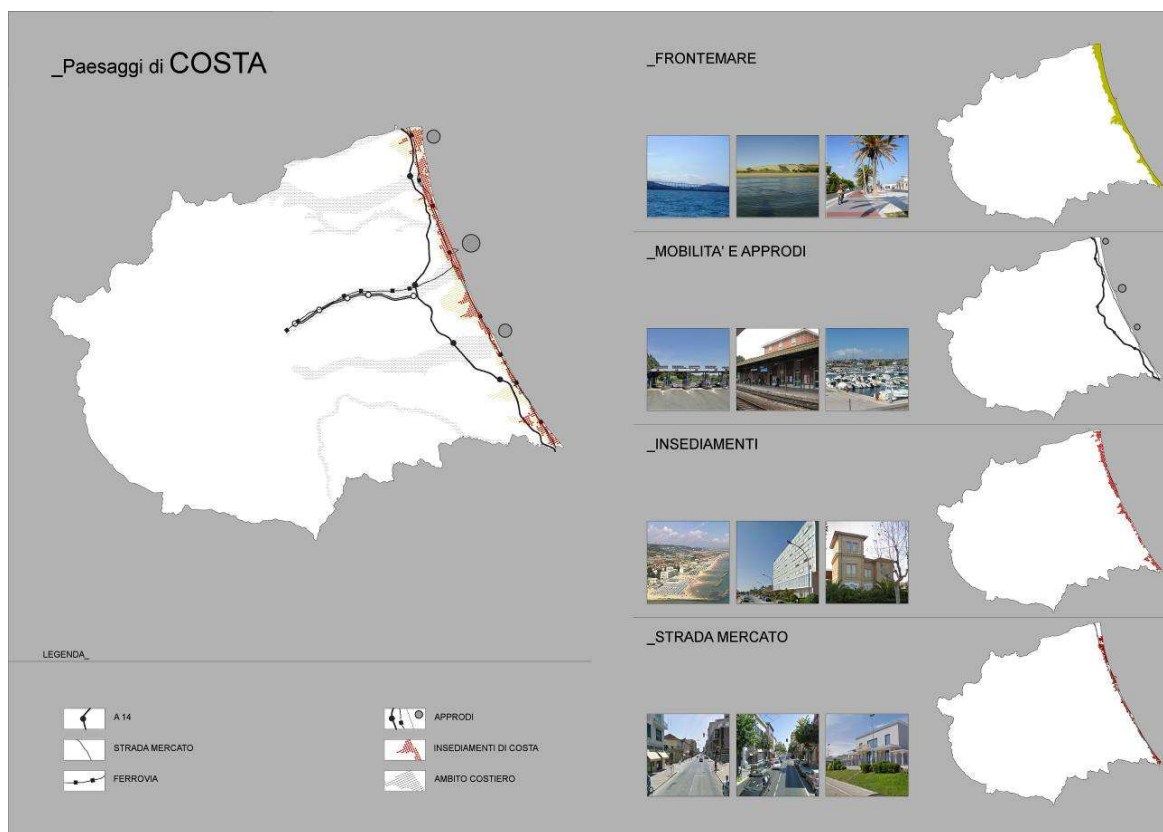 _Paesaggi di COSTA
_FRONTEMARE
_MOBILITA' E APPRODI
_INSEDIAMENTI
_STRADA MERCATO
LEGENDA_
A 14
STRADA MERCATO
FERROVIA
APPRODI
INSEDIAMENTI DI COSTA
AMBITO COSTIERO